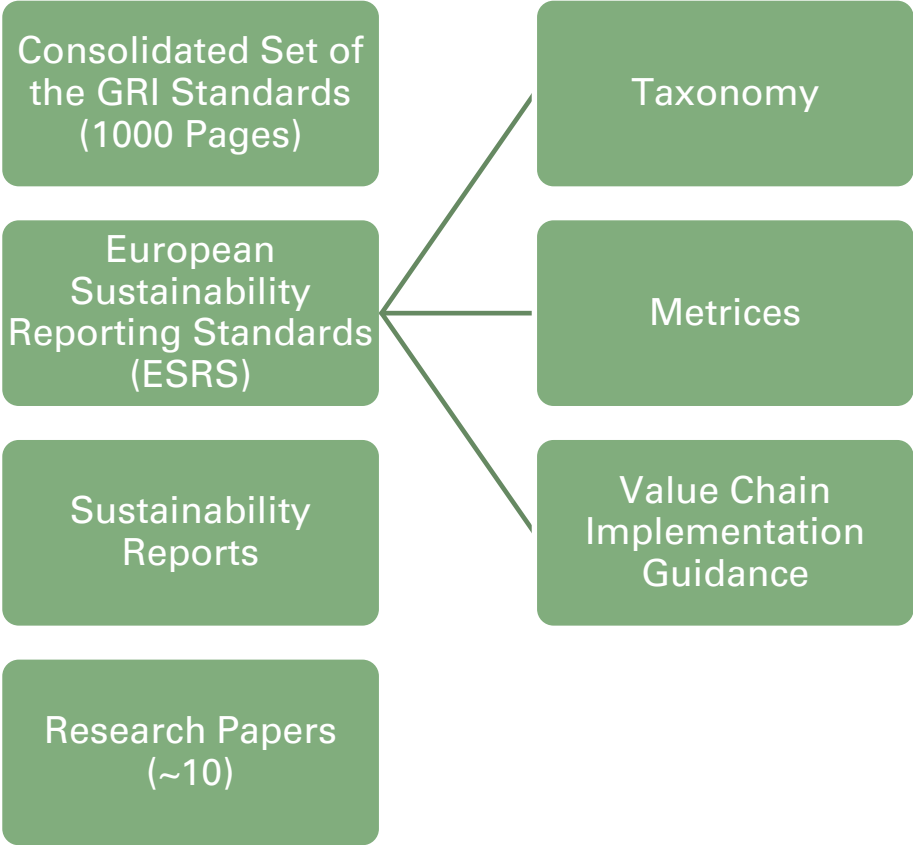 Consolidated Set of
the GRI Standards
(1000 Pages)
European
Sustainability
Reporting Standards
(ESRS)
Sustainability
Reports
Research Papers
(~10)
Taxonomy
Metrices
Value Chain
Implementation
Guidance